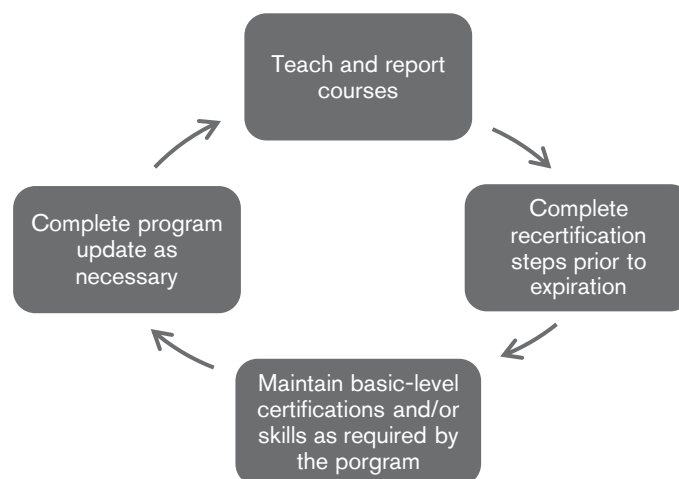 Teach and report
courses
Complete
recertification
steps prior to
expiration
Maintain basic-level
certifications and/or
skills as required by
the porgram
Complete program
update as
necessary